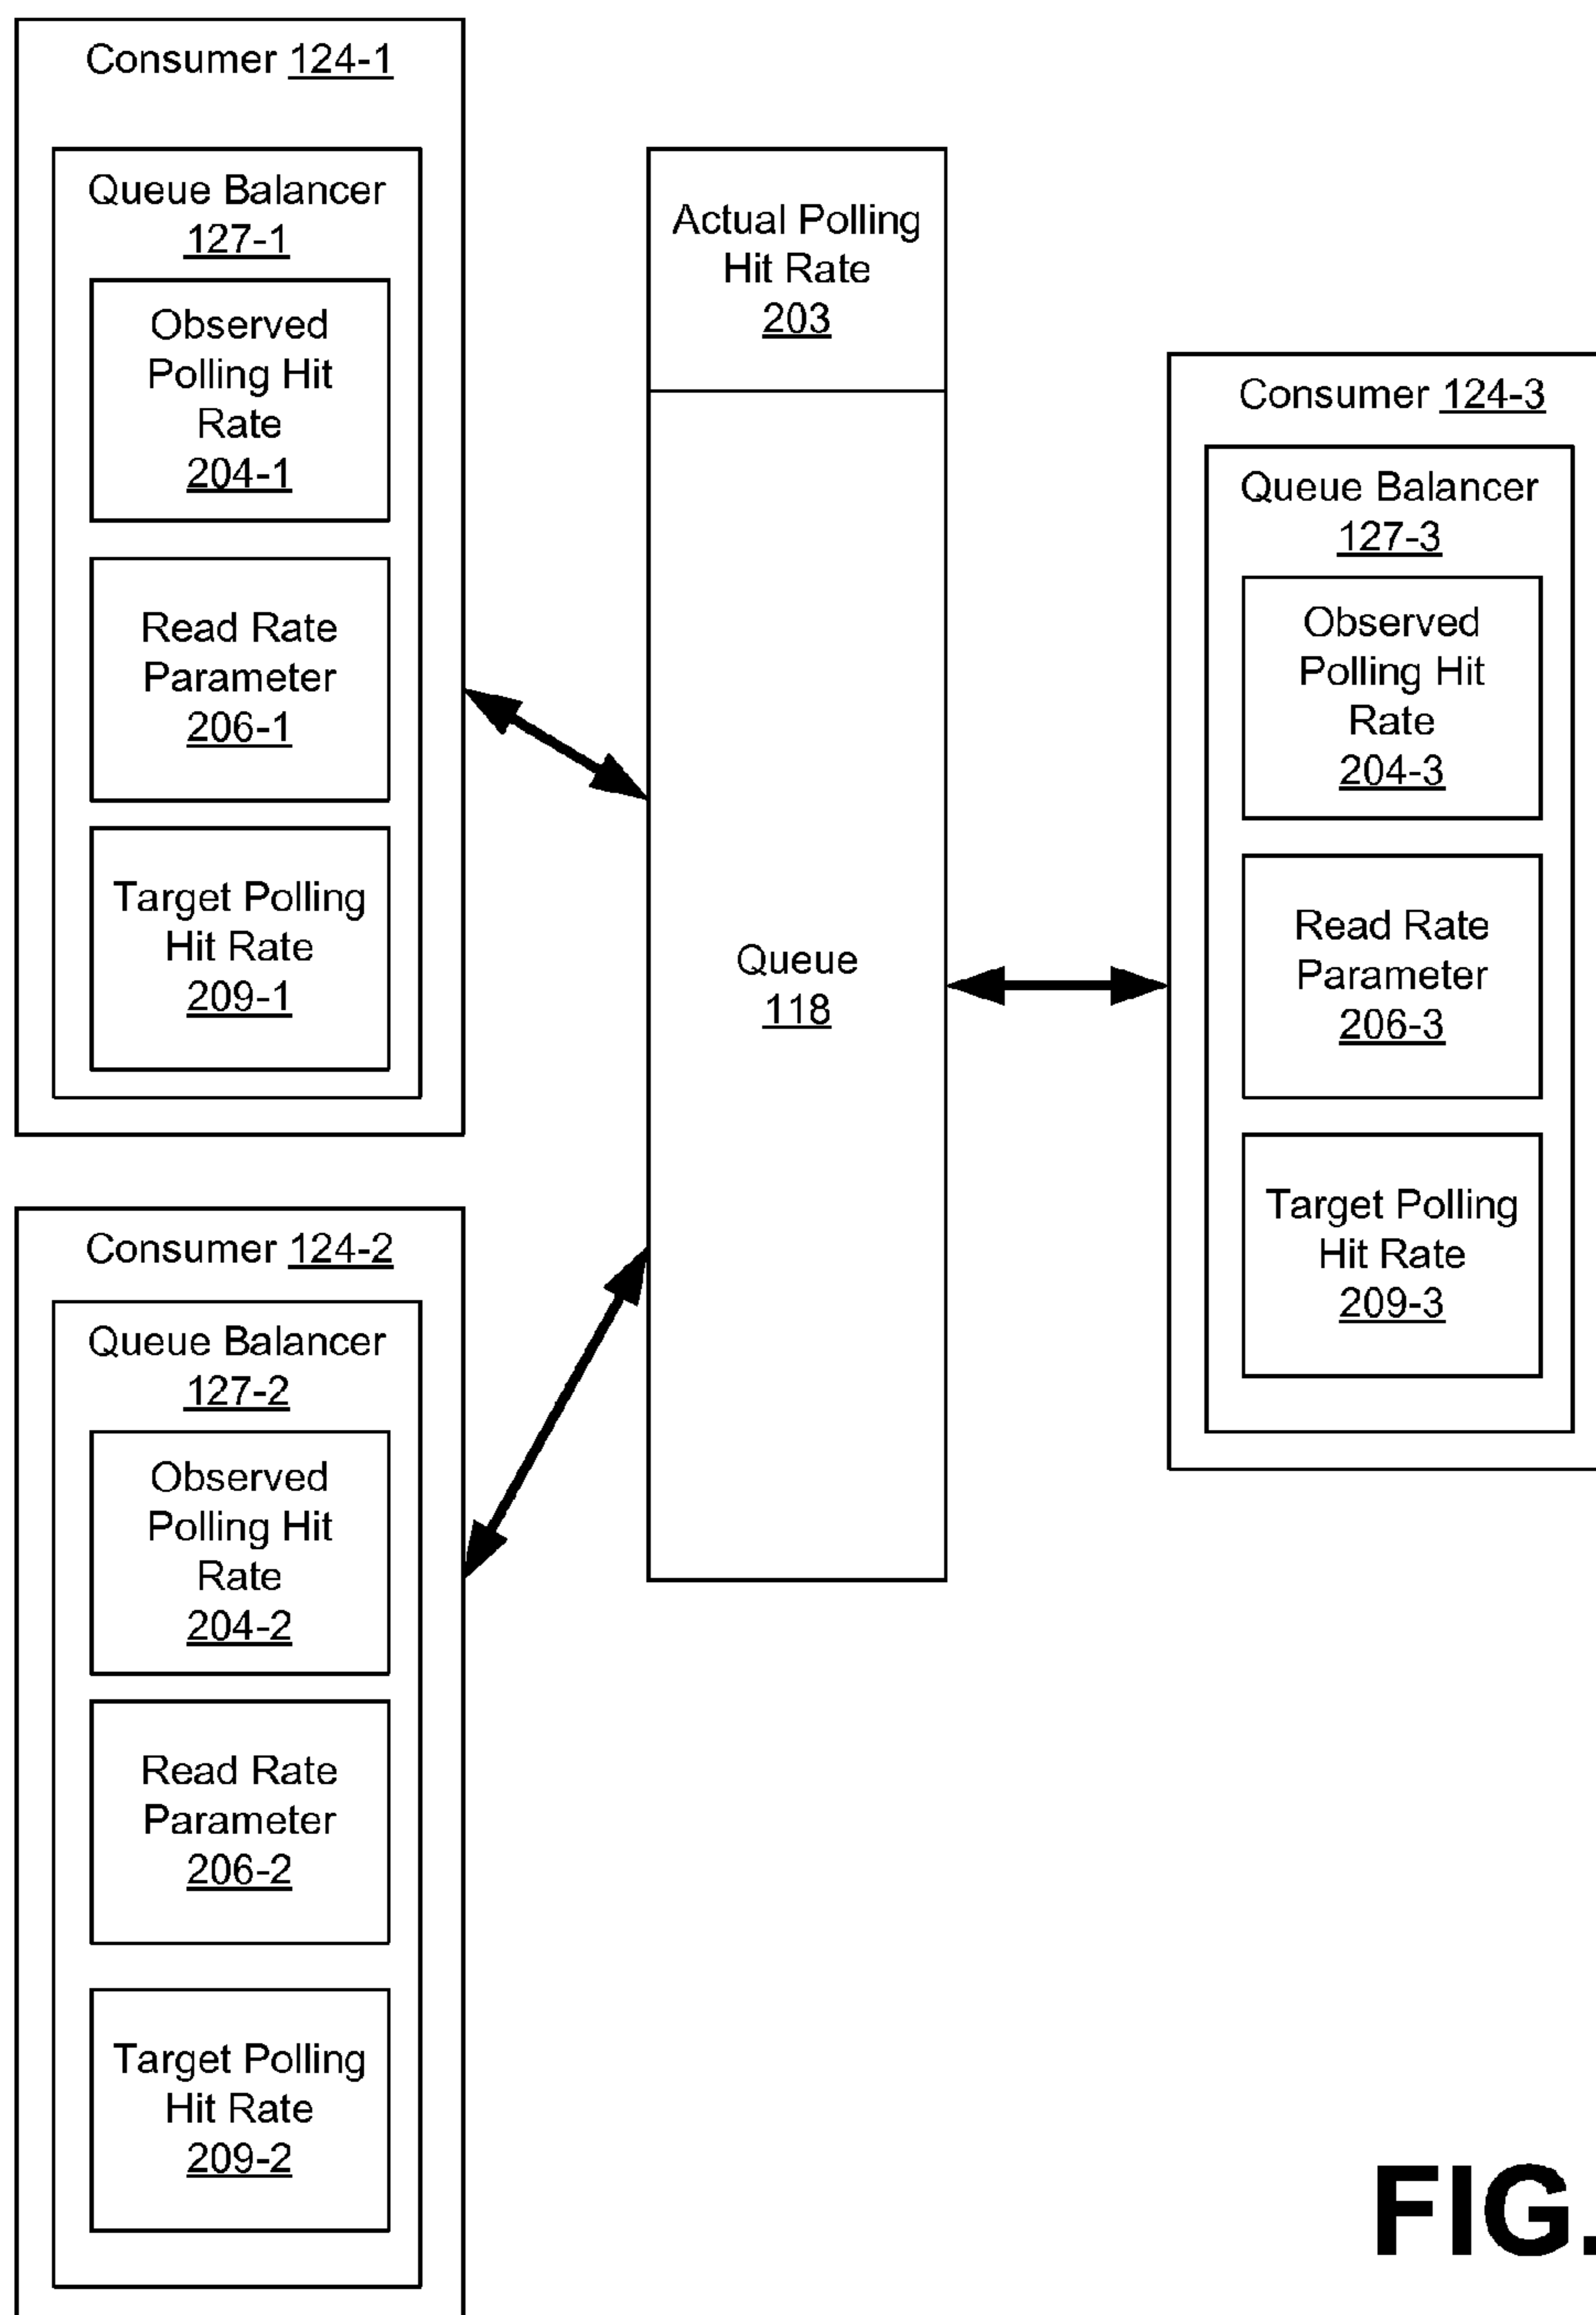 Consumer 124-1
Queue Balancer
127-1
Observed
Polling Hit
Rate
204-1
Read Rate
Parameter
206-1
Target Polling
Hit Rate
209-1
Consumer 124-2
Queue Balancer
127-2
Observed
Polling Hit
Rate
204-2
Read Rate
Parameter
206-2
Target Polling
Hit Rate
209-2
Actual Polling
Hit Rate
203
Queue
118
Consumer 124-3
Queue Balancer
127-3
Observed
Polling Hit
Rate
204-3
Read Rate
Parameter
206-3
Target Polling
Hit Rate
209-3
FIG.